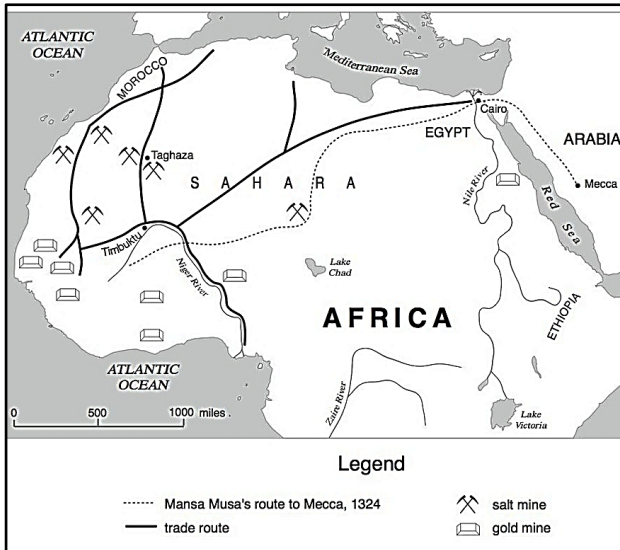 ATLANTIC
OCEAN
MOROCCO
Mediterranean Sea
Cairo
EGYPT
ARABIA
Taghaza
SAHARA
Nile River
Mecca
Red Sea
Timbuktu
Niger River
Lake
Chad
AFRICA
ETHIOPIA
ATLANTIC
OCEAN
0 500 1000 miles
Zaire River
Lake
Victoria
Legend
Mansa Musa's route to Mecca, 1324
salt mine
trade route
gold mine